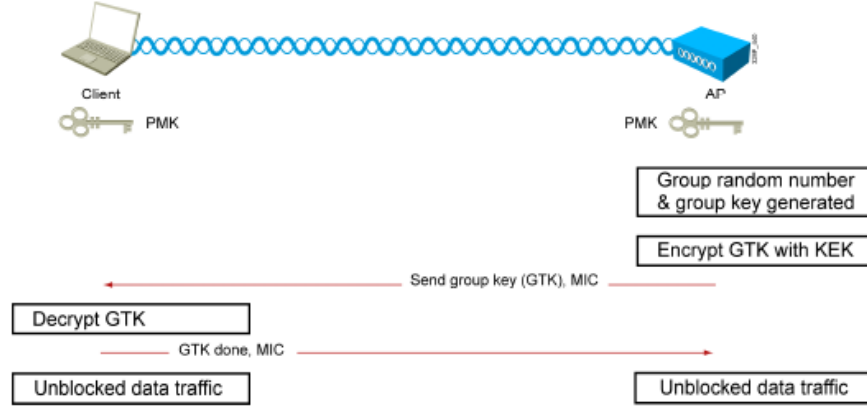 Client
AP
PMK
PMK
Group random number
& group key generated
Encrypt GTK with KEK
Send group key (GTK), MIC
Decrypt GTK
GTK done, MIC
Unblocked data traffic
Unblocked data traffic